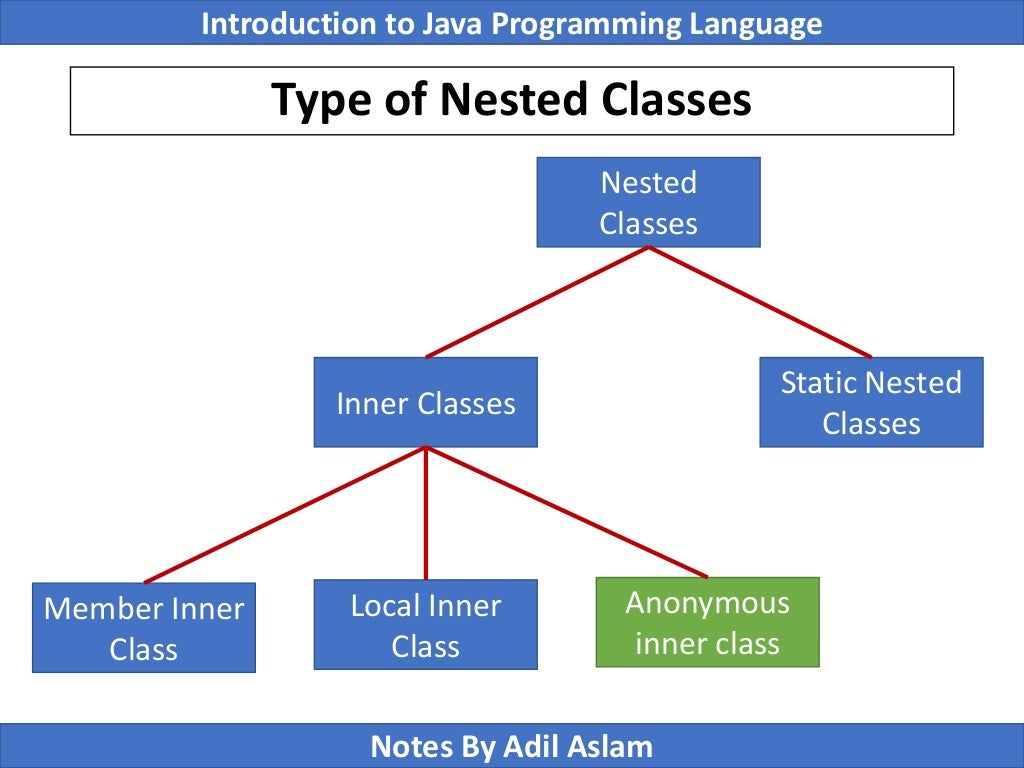 Introduction to Java Programming Language
Type of Nested Classes
Nested
Classes
Inner Classes
Static Nested
Classes
Member Inner
Class
Local Inner
Class
Anonymous
inner class
Notes By Adil Aslam